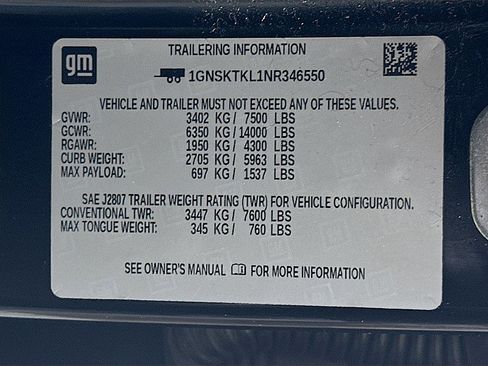 gm
TRAILERING INFORMATION
1GNSKTKL1NR346550
VEHICLE AND TRAILER MUST NOT EXCEED ANY OF THESE VALUES.
GVWR: 3402 KG / 7500 LBS
GCWR: 6350 KG / 14000 LBS
RGAWR: 1950 KG / 4300 LBS
CURB WEIGHT: 2705 KG / 5963 LBS
MAX PAYLOAD: 697 KG / 1537 LBS
SAE J2807 TRAILER WEIGHT RATING (TWR) FOR VEHICLE CONFIGURATION.
CONVENTIONAL TWR: 3447 KG / 7600 LBS
MAX TONGUE WEIGHT: 345 KG / 760 LBS
SEE OWNER'S MANUAL FOR MORE INFORMATION